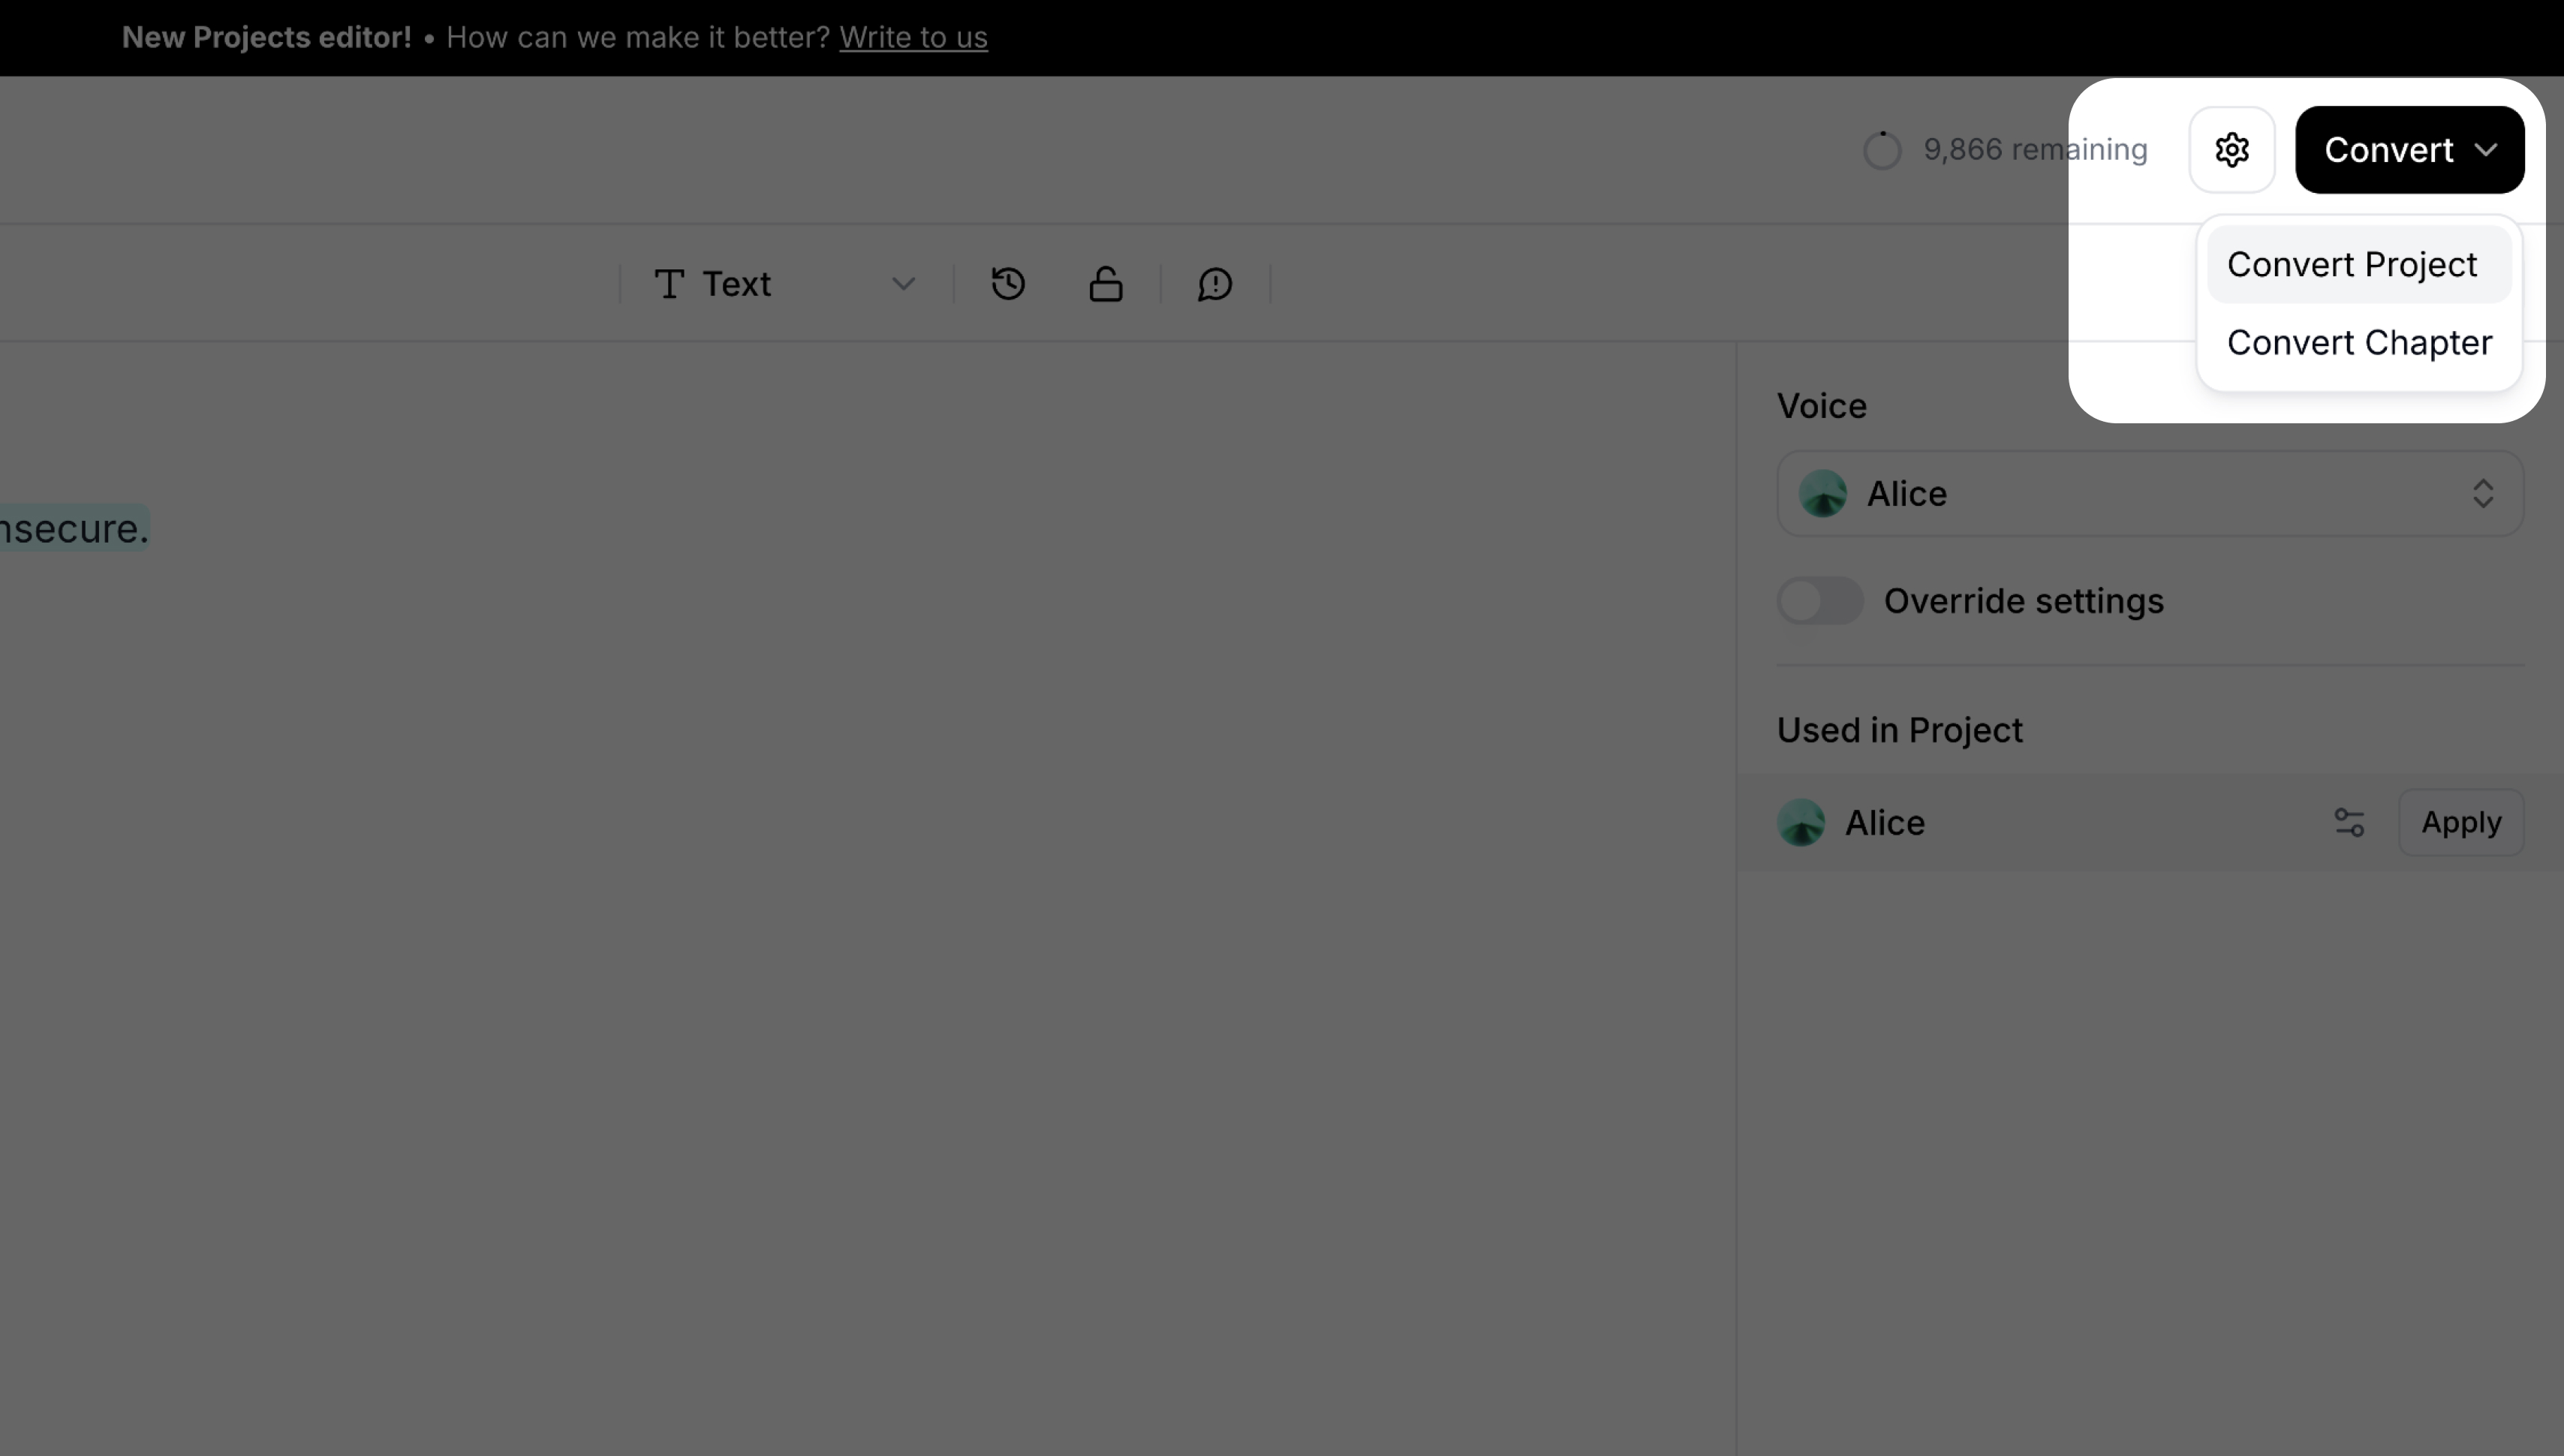 New Projects editor! • How can we make it better? Write to us
9,866 remaining
Convert
Convert Project
Convert Chapter
Text
Voice
Alice
nsecure.
Override settings
Used in Project
Alice
Apply